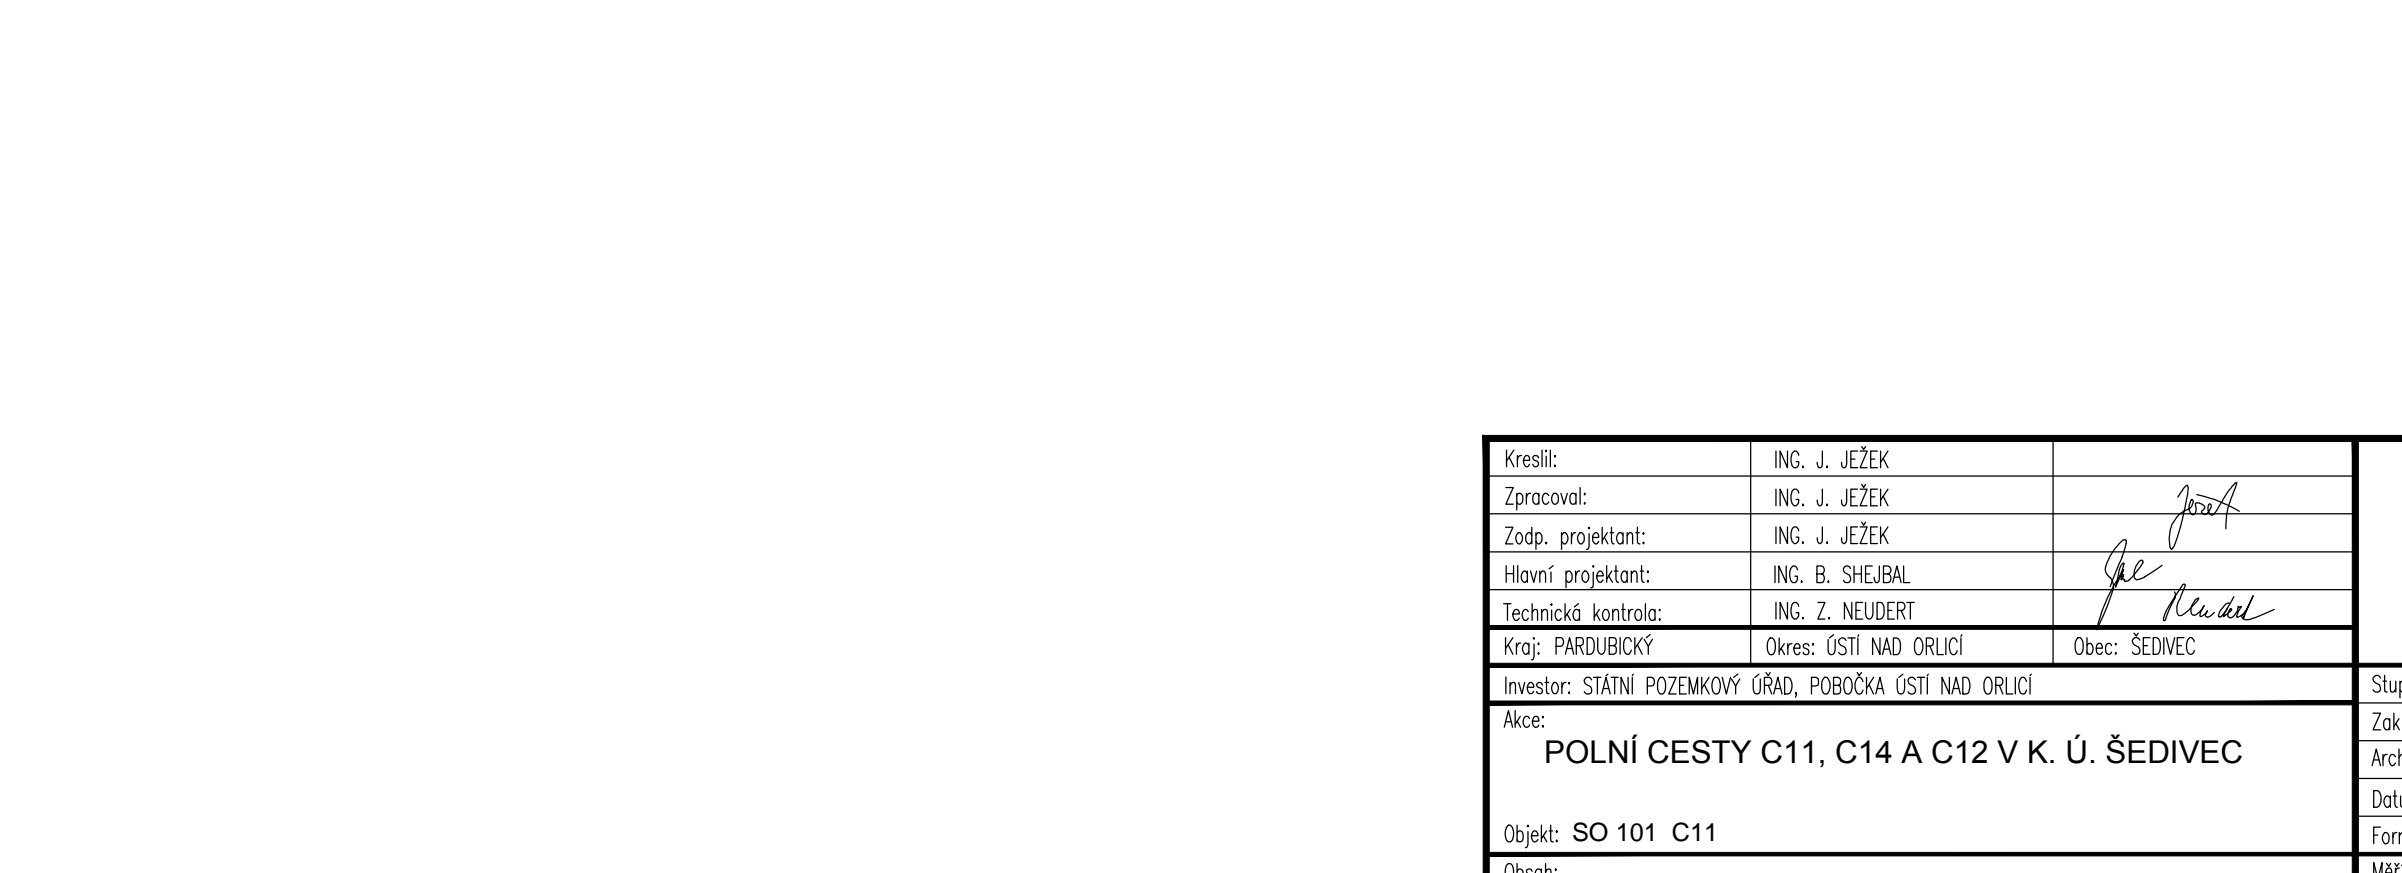 Kreslil: ING. J. JEŽEK
Zpracoval: ING. J. JEŽEK
Zodp. projektant: ING. J. JEŽEK
Hlavní projektant: ING. B. SHEJBAL
Technická kontrola: ING. Z. NEUDERT Neudert
Kraj: PARDUBICKÝ Okres: ÚSTÍ NAD ORLICÍ Obec: ŠEDIVEC
Investor: STÁTNÍ POZEMKOVÝ ÚŘAD, POBOČKA ÚSTÍ NAD ORLICÍ
Akce:
POLNÍ CESTY C11, C14 A C12 V K. Ú. ŠEDIVEC
Objekt: SO 101 C11
Obsah: